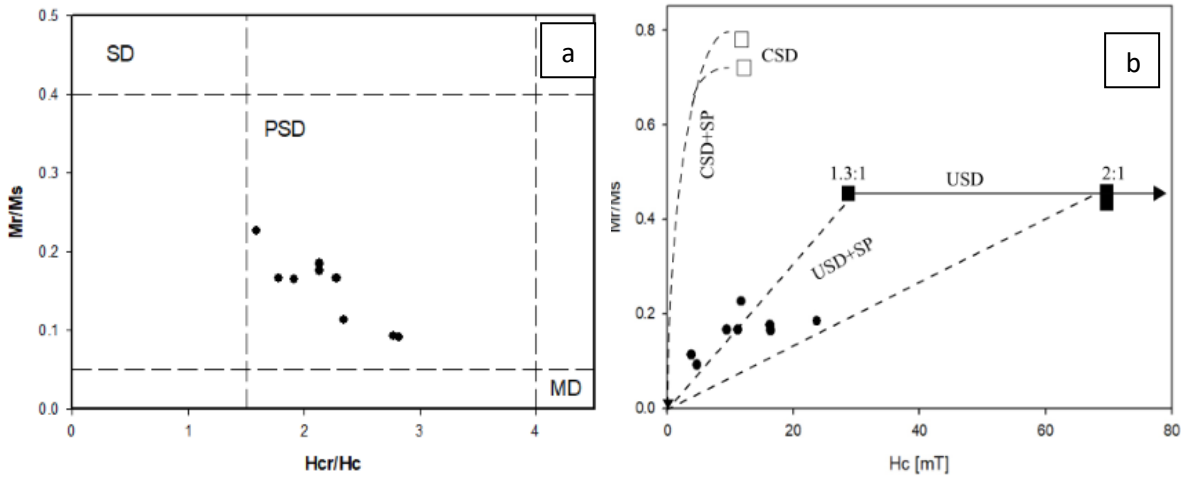 a
SD
PSD
MD
0.5
0.4
0.3
0.2
0.1
0.0
Mr/Ms
0 1 2 3 4
Hcr/Hc
b
CSD
CSD+SP
1.3:1
USD
2:1
USD+SP
0.8
0.6
0.4
0.2
0.0
Mr/Ms
0 20 40 60 80
Hc [mT]